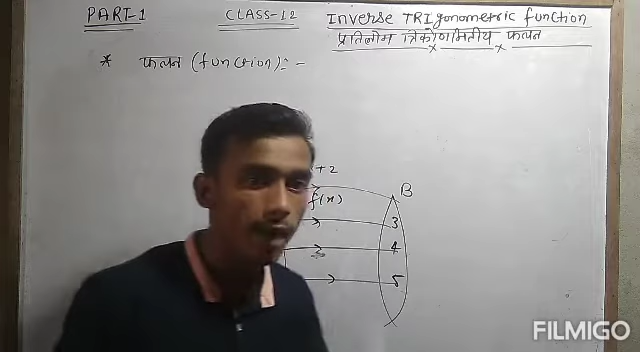 PART-1 CLASS-12 Inverse TRIgonometric function
प्रतिलोम त्रिकोणमितीय फलन
* फलन (function):-
+2
B
f(x)
3
4
5
FILMIGO